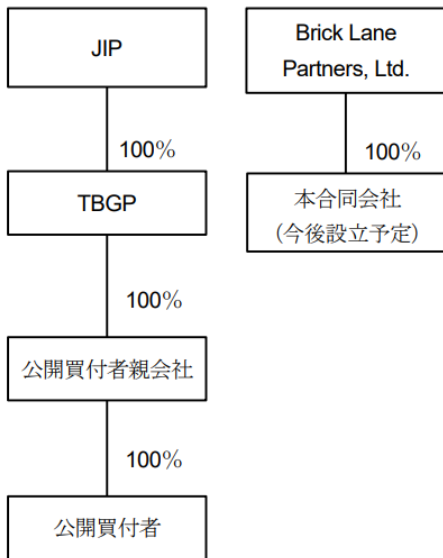 JIP
Brick Lane
Partners, Ltd.
100%
100%
TBGP
本合同会社
(今後設立予定)
100%
公開買付者親会社
100%
公開買付者